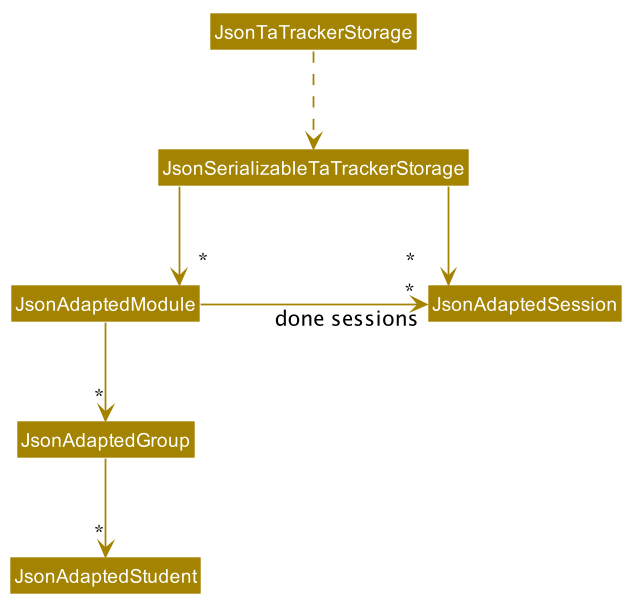 JsonTaTrackerStorage
JsonSerializableTaTrackerStorage
*
*
*
JsonAdaptedModule
JsonAdaptedSession
done sessions
*
JsonAdaptedGroup
*
JsonAdaptedStudent